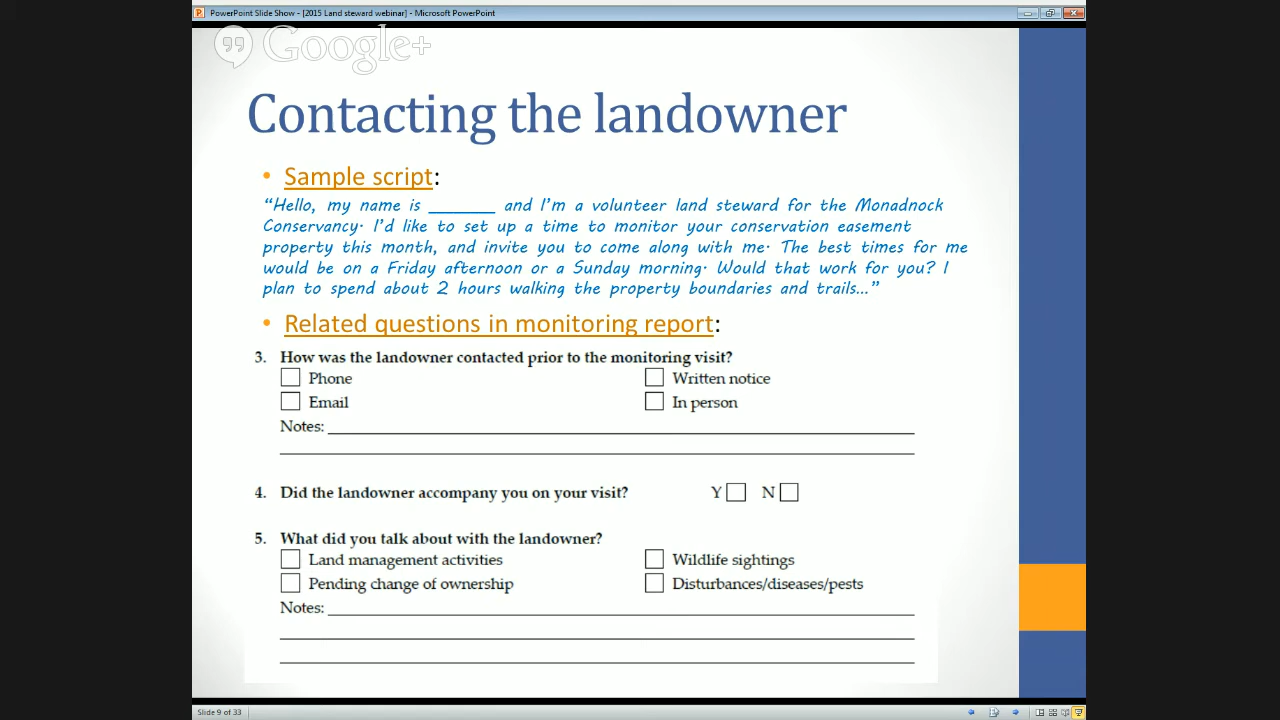 PowerPoint Slide Show - [2015 Land steward webinar] - Microsoft PowerPoint
Google+
Contacting the landowner
• Sample script:
“Hello, my name is ________ and I’m a volunteer land steward for the Monadnock
Conservancy. I’d like to set up a time to monitor your conservation easement
property this month, and invite you to come along with me. The best times for me
would be on a Friday afternoon or a Sunday morning. Would that work for you? I
plan to spend about 2 hours walking the property boundaries and trails...”
• Related questions in monitoring report:
3. How was the landowner contacted prior to the monitoring visit?
Phone Written notice
Email In person
Notes:
4. Did the landowner accompany you on your visit? Y N
5. What did you talk about with the landowner?
Land management activities Wildlife sightings
Pending change of ownership Disturbances/diseases/pests
Notes:
Slide 9 of 33